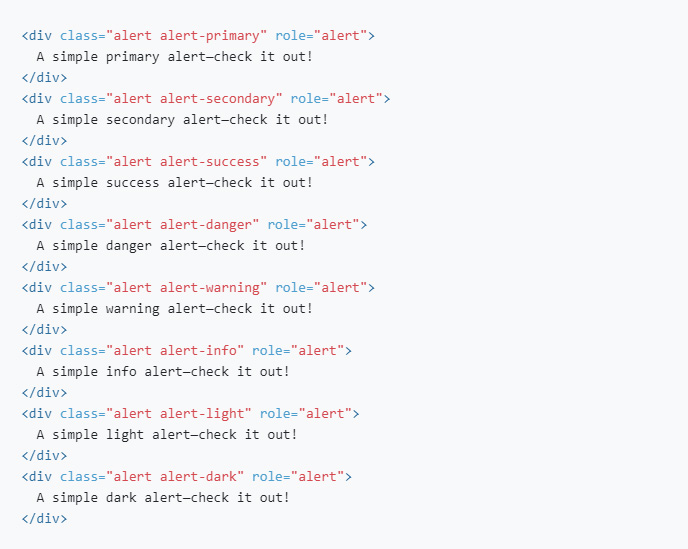 <div class="alert alert-primary" role="alert">
  A simple primary alert—check it out!
</div>
<div class="alert alert-secondary" role="alert">
  A simple secondary alert—check it out!
</div>
<div class="alert alert-success" role="alert">
  A simple success alert—check it out!
</div>
<div class="alert alert-danger" role="alert">
  A simple danger alert—check it out!
</div>
<div class="alert alert-warning" role="alert">
  A simple warning alert—check it out!
</div>
<div class="alert alert-info" role="alert">
  A simple info alert—check it out!
</div>
<div class="alert alert-light" role="alert">
  A simple light alert—check it out!
</div>
<div class="alert alert-dark" role="alert">
  A simple dark alert—check it out!
</div>